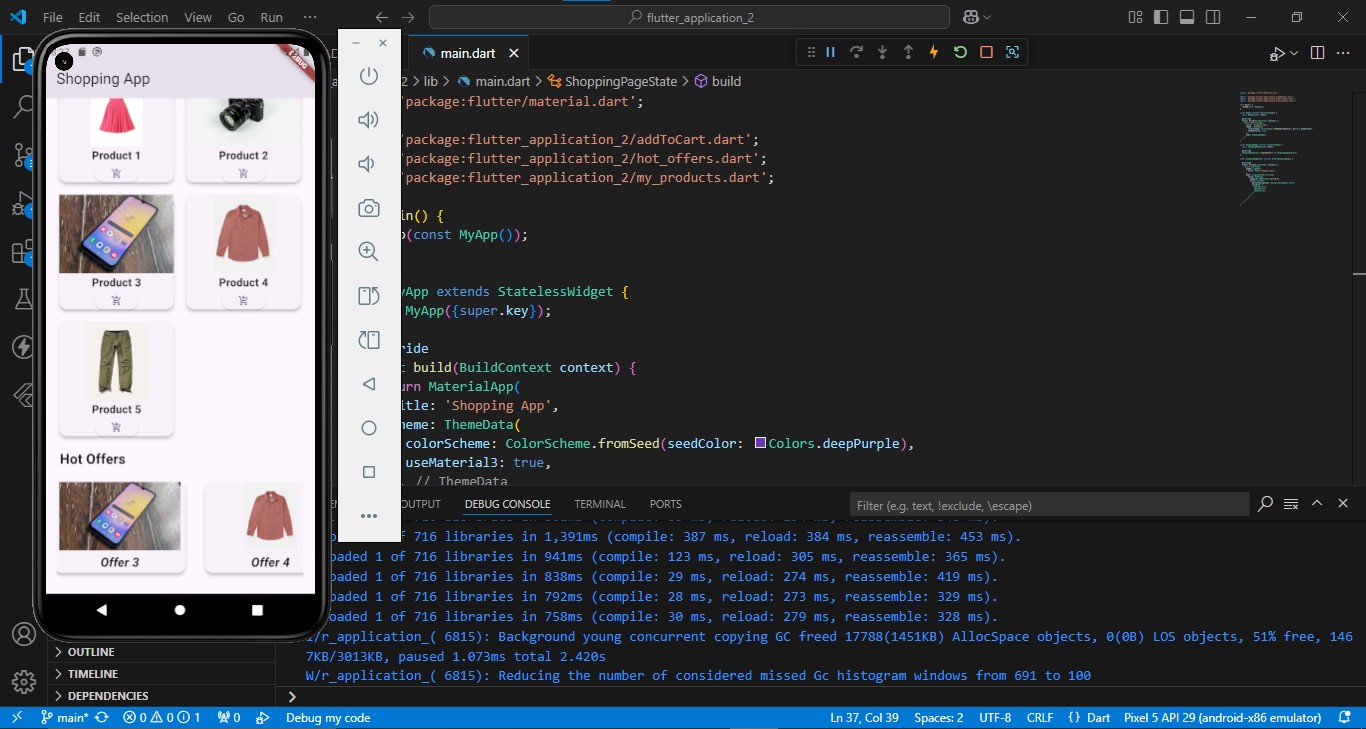 File Edit Selection View Go Run ···
flutter_application_2
main.dart
2 > lib > main.dart > ShoppingPageState > build
Shopping App
DEBUG
Product 1
Product 2
Product 3
Product 4
Product 5
Hot Offers
Offer 3
Offer 4
'package:flutter/material.dart';
'package:flutter_application_2/addToCart.dart';
'package:flutter_application_2/hot_offers.dart';
'package:flutter_application_2/my_products.dart';
in() {
(const MyApp());
yApp extends StatelessWidget {
MyApp({super.key});
ride
build(BuildContext context) {
urn MaterialApp(
itle: 'Shopping App',
heme: ThemeData(
colorScheme: ColorScheme.fromSeed(seedColor: Colors.deepPurple),
useMaterial3: true,
, // ThemeData
OUTPUT DEBUG CONSOLE TERMINAL PORTS
Filter (e.g. text, !exclude, \escape)
of 716 libraries in 1,391ms (compile: 387 ms, reload: 384 ms, reassemble: 453 ms).
oaded 1 of 716 libraries in 941ms (compile: 123 ms, reload: 305 ms, reassemble: 365 ms).
oaded 1 of 716 libraries in 838ms (compile: 29 ms, reload: 274 ms, reassemble: 419 ms).
oaded 1 of 716 libraries in 792ms (compile: 28 ms, reload: 273 ms, reassemble: 329 ms).
oaded 1 of 716 libraries in 758ms (compile: 30 ms, reload: 279 ms, reassemble: 328 ms).
I/r_application_( 6815): Background young concurrent copying GC freed 17788(1451KB) AllocSpace objects, 0(0B) LOS objects, 51% free, 146
7KB/3013KB, paused 1.073ms total 2.420s
W/r_application_( 6815): Reducing the number of considered missed Gc histogram windows from 691 to 100
OUTLINE
TIMELINE
DEPENDENCIES
main* 0 0 1 0 Debug my code
Ln 37, Col 39 Spaces: 2 UTF-8 CRLF {} Dart Pixel 5 API 29 (android-x86 emulator)